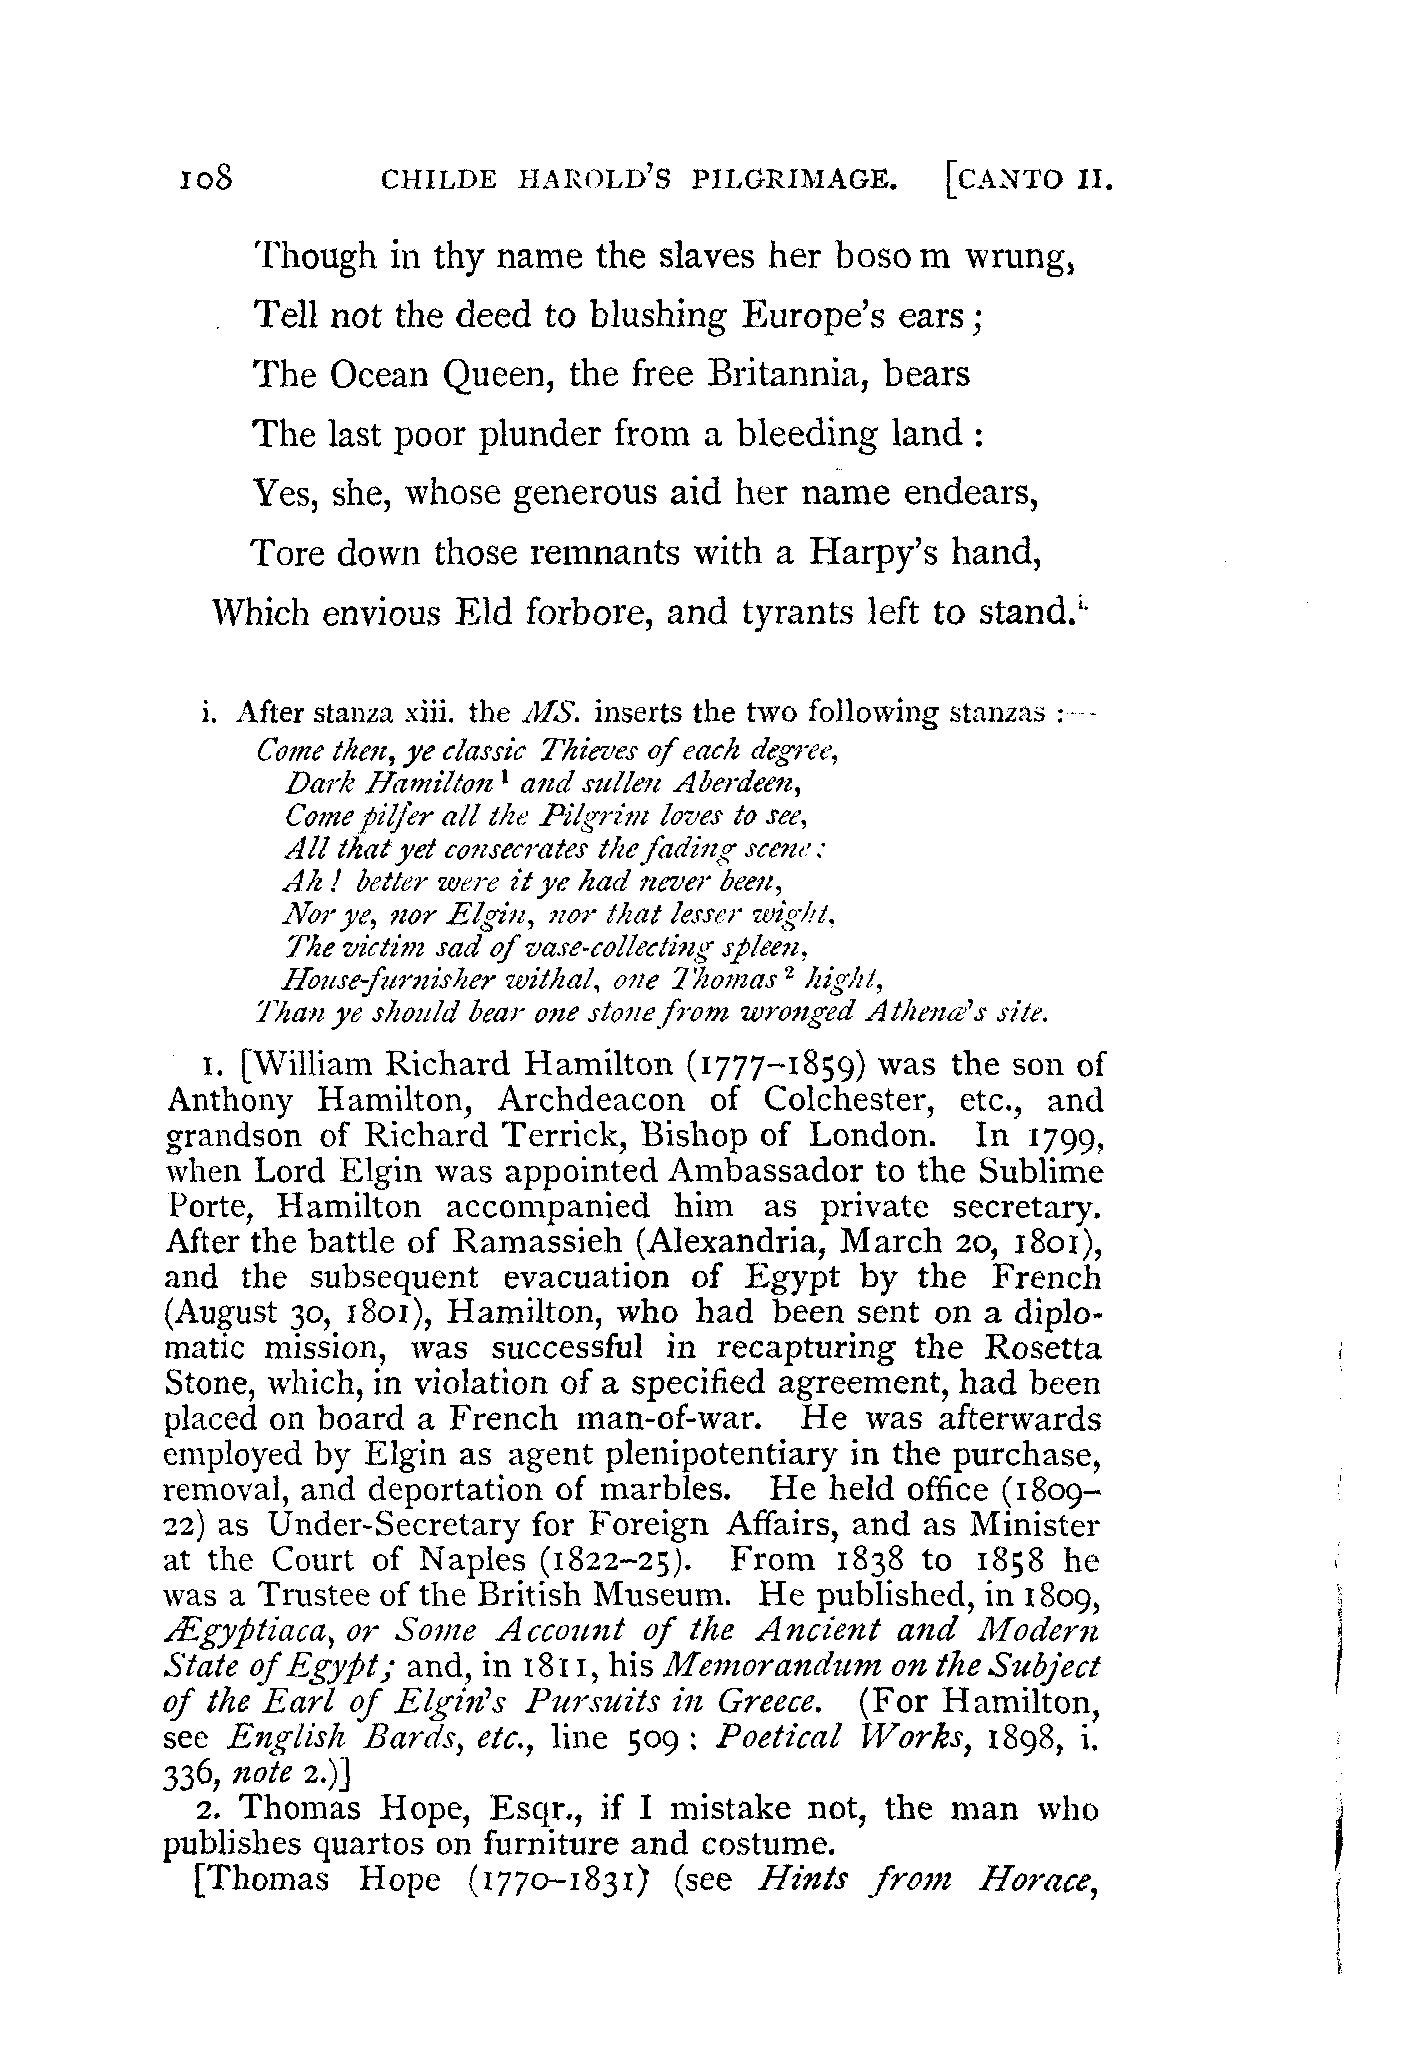 108 CHILDE HAROLD'S PILGRIMAGE. [CANTO II.
Though in thy name the slaves her bosom wrung,
Tell not the deed to blushing Europe's ears;
The Ocean Queen, the free Britannia, bears
The last poor plunder from a bleeding land:
Yes, she, whose generous aid her name endears,
Tore down those remnants with a Harpy's hand,
Which envious Eld forbore, and tyrants left to stand.i.
i. After stanza xiii. the MS. inserts the two following stanzas :—
Come then, ye classic Thieves of each degree,
Dark Hamilton 1 and sullen Aberdeen,
Come pilfer all the Pilgrim loves to see,
All that yet consecrates the fading scene:
Ah! better were it ye had never been,
Nor ye, nor Elgin, nor that lesser wight,
The victim sad of vase-collecting spleen,
House-furnisher withal, one Thomas 2 hight,
Than ye should bear one stone from wronged Athenæ's site.
1. [William Richard Hamilton (1777–1859) was the son of
Anthony Hamilton, Archdeacon of Colchester, etc., and
grandson of Richard Terrick, Bishop of London. In 1799,
when Lord Elgin was appointed Ambassador to the Sublime
Porte, Hamilton accompanied him as private secretary.
After the battle of Ramassieh (Alexandria, March 20, 1801),
and the subsequent evacuation of Egypt by the French
(August 30, 1801), Hamilton, who had been sent on a diplo-
matic mission, was successful in recapturing the Rosetta
Stone, which, in violation of a specified agreement, had been
placed on board a French man-of-war. He was afterwards
employed by Elgin as agent plenipotentiary in the purchase,
removal, and deportation of marbles. He held office (1809–
22) as Under-Secretary for Foreign Affairs, and as Minister
at the Court of Naples (1822–25). From 1838 to 1858 he
was a Trustee of the British Museum. He published, in 1809,
Ægyptiaca, or Some Account of the Ancient and Modern
State of Egypt; and, in 1811, his Memorandum on the Subject
of the Earl of Elgin's Pursuits in Greece. (For Hamilton,
see English Bards, etc., line 509: Poetical Works, 1898, i.
336, note 2.)]
2. Thomas Hope, Esqr., if I mistake not, the man who
publishes quartos on furniture and costume.
[Thomas Hope (1770–1831) (see Hints from Horace,